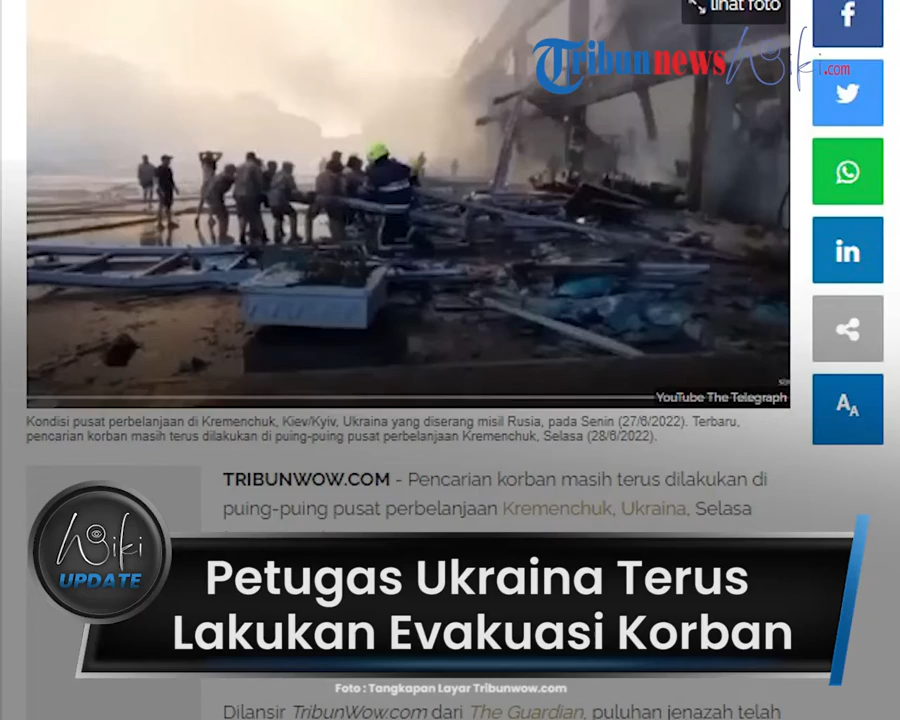 lihat foto
Tribunnews Wiki.com
YouTube The Telegraph
Kondisi pusat perbelanjaan di Kremenchuk, Kiev/Kyiv, Ukraina yang diserang misil Rusia, pada Senin (27/6/2022). Terbaru,
pencarian korban masih terus dilakukan di puing-puing pusat perbelanjaan Kremenchuk, Selasa (28/6/2022).
TRIBUNWOW.COM - Pencarian korban masih terus dilakukan di
puing-puing pusat perbelanjaan Kremenchuk, Ukraina, Selasa
Wiki
UPDATE
Petugas Ukraina Terus
Lakukan Evakuasi Korban
Foto : Tangkapan Layar Tribunwow.com
Dilansir TribunWow.com dari The Guardian, puluhan jenazah telah